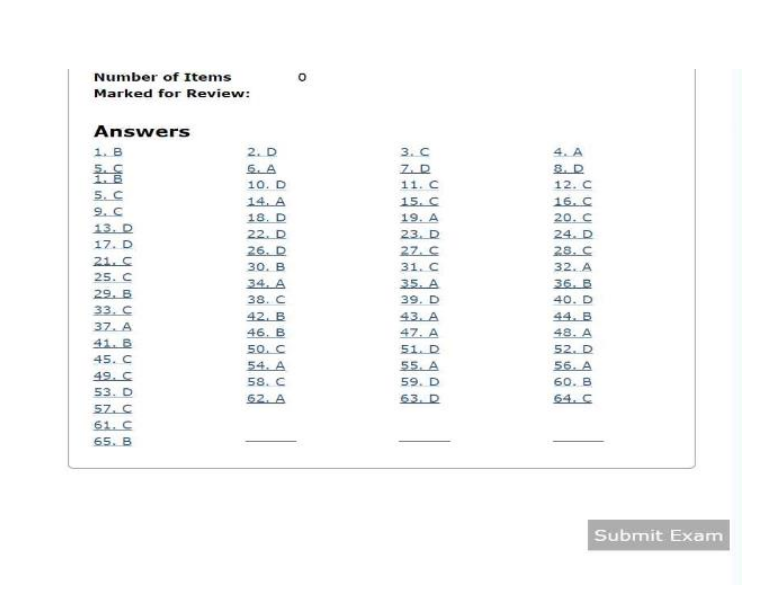 Number of Items 0
Marked for Review:
Answers
1. B 2. D 3. C 4. A
5. C 6. A 7. D 8. D
1. B 10. D 11. C 12. C
5. C 14. A 15. C 16. C
9. C 18. D 19. A 20. C
13. D 22. D 23. D 24. D
17. D 26. D 27. C 28. C
21. C 30. B 31. C 32. A
25. C 34. A 35. A 36. B
29. B 38. C 39. D 40. D
33. C 42. B 43. A 44. B
37. A 46. B 47. A 48. A
41. B 50. C 51. D 52. D
45. C 54. A 55. A 56. A
49. C 58. C 59. D 60. B
53. D 62. A 63. D 64. C
57. C
61. C
65. B
Submit Exam